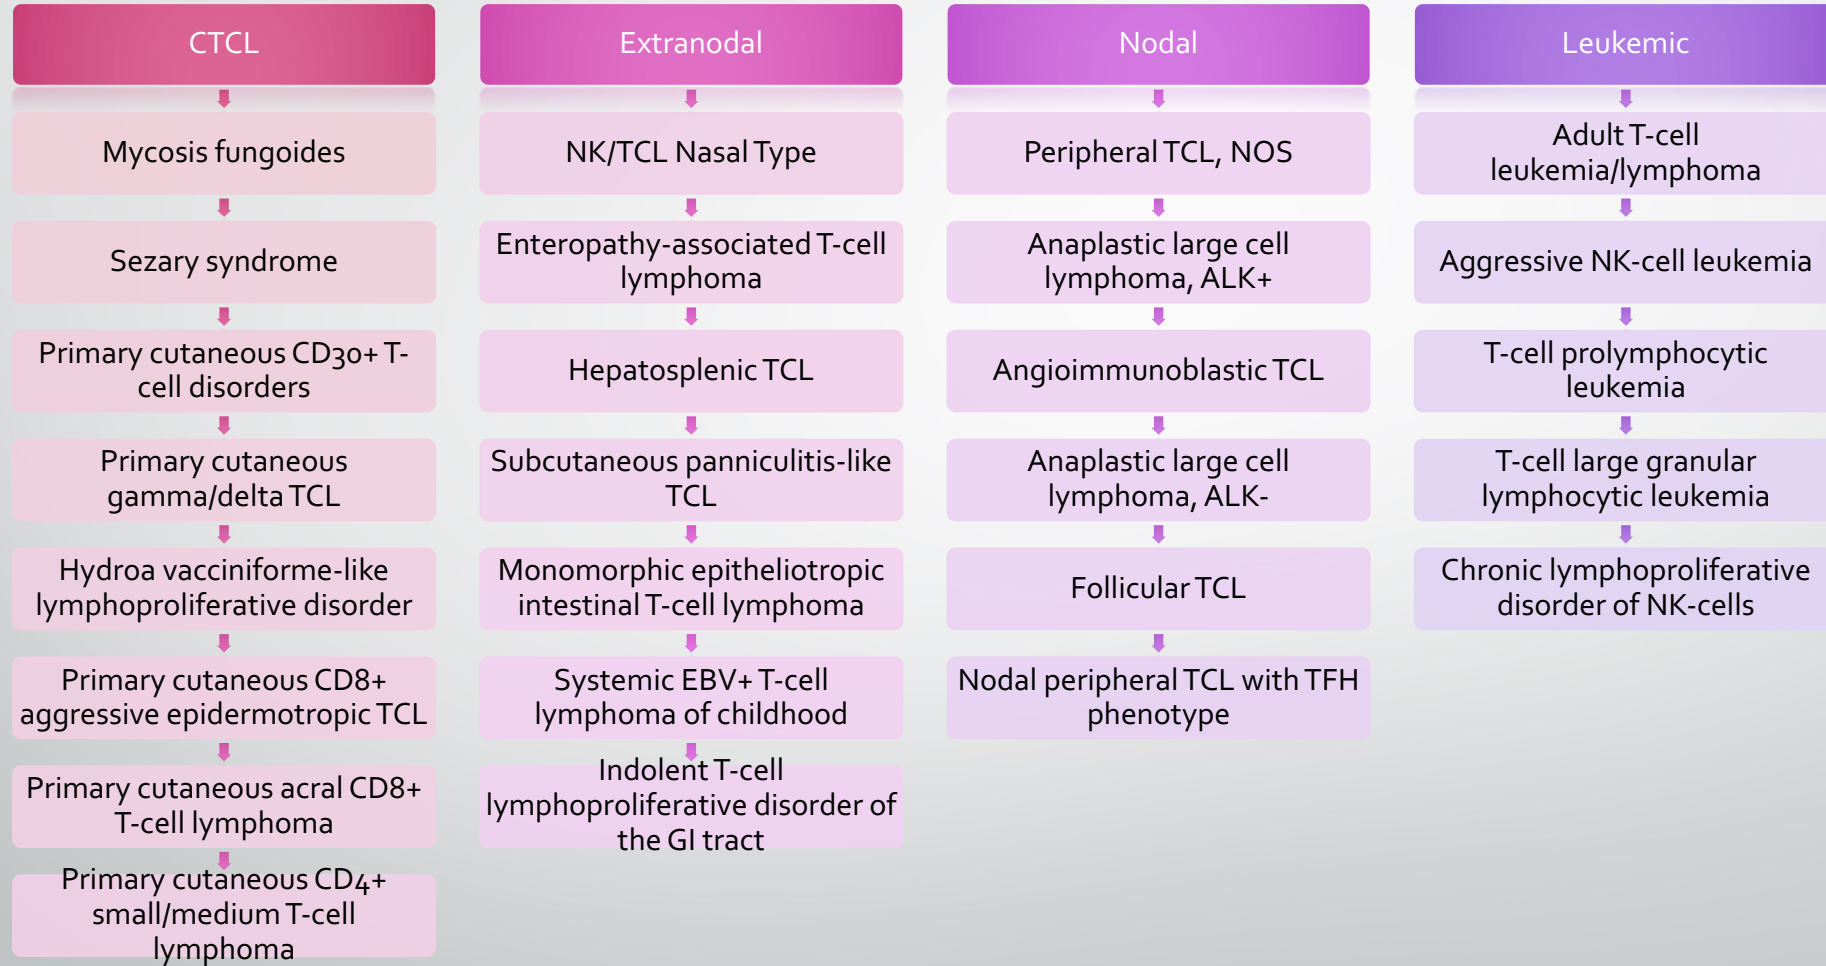 CTCL
Mycosis fungoides
Sezary syndrome
Primary cutaneous CD30+ T-
cell disorders
Primary cutaneous
gamma/delta TCL
Hydroa vacciniforme-like
lymphoproliferative disorder
Primary cutaneous CD8+
aggressive epidermotropic TCL
Primary cutaneous acral CD8+
T-cell lymphoma
Primary cutaneous CD4+
small/medium T-cell
lymphoma
Extranodal
NK/TCL Nasal Type
Enteropathy-associated T-cell
lymphoma
Hepatosplenic TCL
Subcutaneous panniculitis-like
TCL
Monomorphic epitheliotropic
intestinal T-cell lymphoma
Systemic EBV+ T-cell
lymphoma of childhood
Indolent T-cell
lymphoproliferative disorder of
the GI tract
Nodal
Peripheral TCL, NOS
Anaplastic large cell
lymphoma, ALK+
Angioimmunoblastic TCL
Anaplastic large cell
lymphoma, ALK-
Follicular TCL
Nodal peripheral TCL with TFH
phenotype
Leukemic
Adult T-cell
leukemia/lymphoma
Aggressive NK-cell leukemia
T-cell prolymphocytic
leukemia
T-cell large granular
lymphocytic leukemia
Chronic lymphoproliferative
disorder of NK-cells